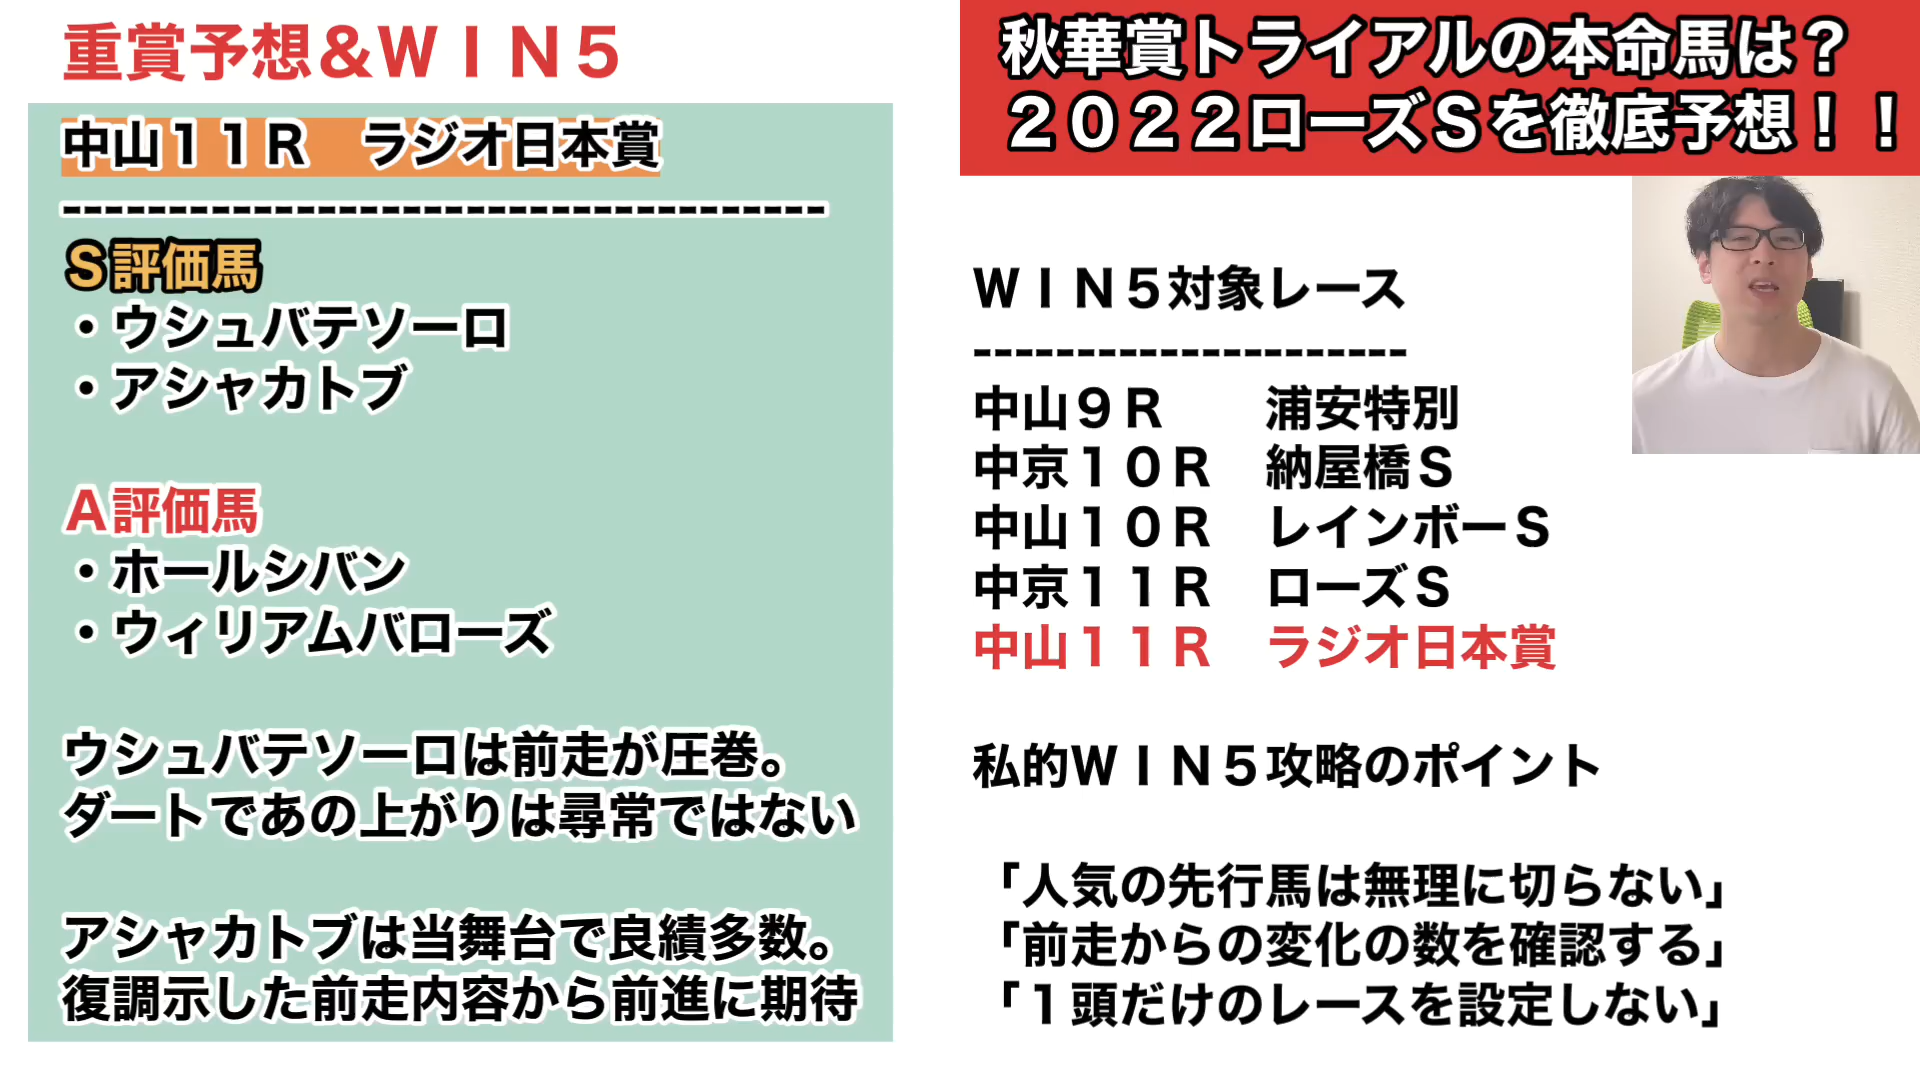 重賞予想＆ＷＩＮ５
中山１１Ｒ　ラジオ日本賞
------------------------------------
Ｓ評価馬
・ウシュバテソーロ
・アシャカトブ
Ａ評価馬
・ホールシバン
・ウィリアムバローズ
ウシュバテソーロは前走が圧巻。
ダートであの上がりは尋常ではない
アシャカトブは当舞台で良績多数。
復調示した前走内容から前進に期待
秋華賞トライアルの本命馬は？
２０２２ローズＳを徹底予想！！
ＷＩＮ５対象レース
---------------------
中山９Ｒ　　浦安特別
中京１０Ｒ　納屋橋Ｓ
中山１０Ｒ　レインボーＳ
中京１１Ｒ　ローズＳ
中山１１Ｒ　ラジオ日本賞
私的ＷＩＮ５攻略のポイント
「人気の先行馬は無理に切らない」
「前走からの変化の数を確認する」
「１頭だけのレースを設定しない」